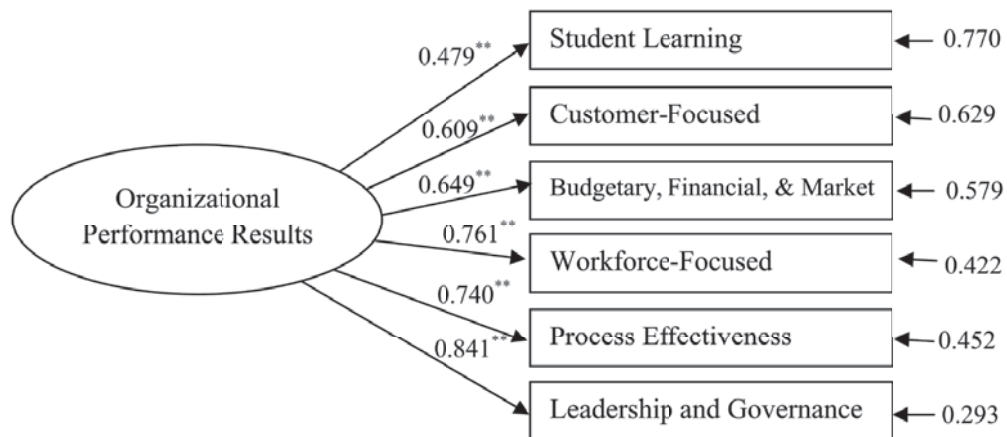 Student Learning
0.770
0.479**
Customer-Focused
0.629
0.609**
Budgetary, Financial, & Market
0.579
0.649**
Organizational
Performance Results
0.761**
Workforce-Focused
0.422
0.740**
Process Effectiveness
0.452
0.841**
Leadership and Governance
0.293